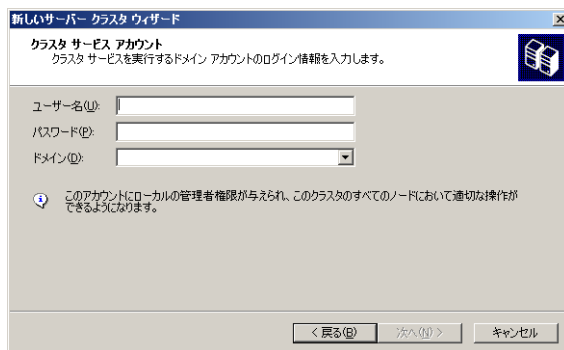 新しいサーバー クラスタ ウィザード
クラスタ サービス アカウント
クラスタ サービスを実行するドメイン アカウントのログイン情報を入力します。
ユーザー名(U):
パスワード(P):
ドメイン(D):
このアカウントにローカルの管理者権限が与えられ、このクラスタのすべてのノードにおいて適切な操作が
できるようになります。
< 戻る(B)
次へ(N) >
キャンセル